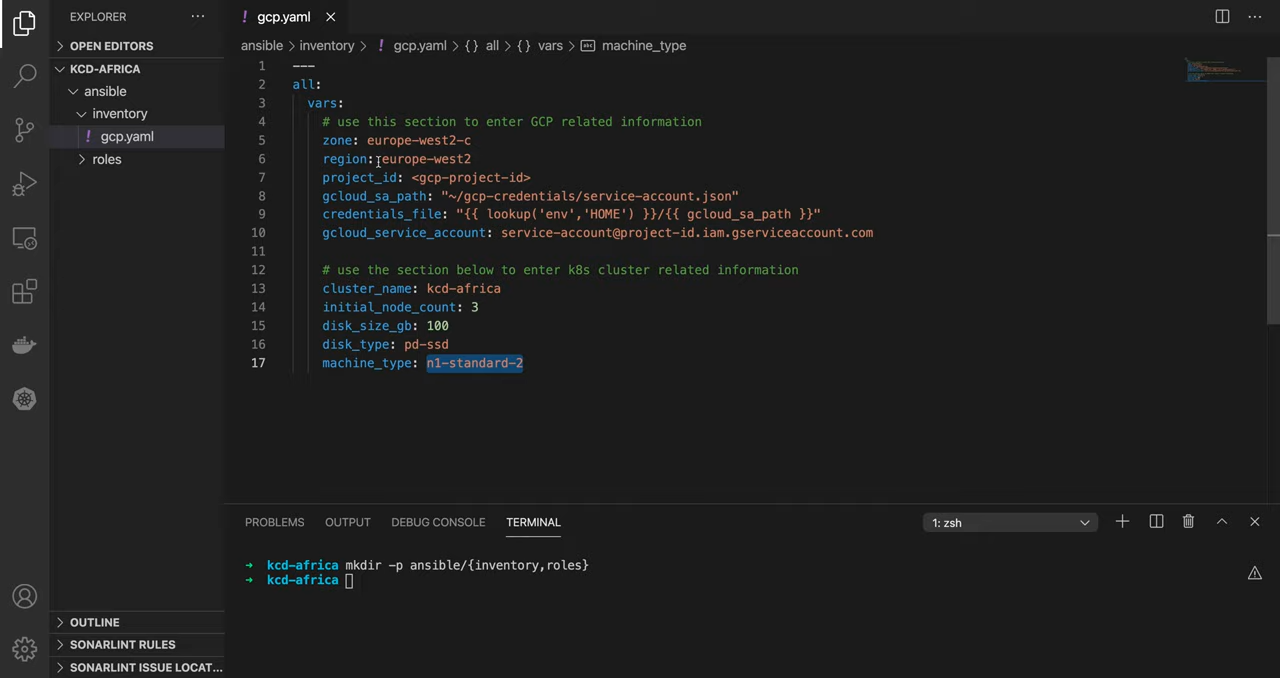 EXPLORER
gcp.yaml
OPEN EDITORS
ansible > inventory > ! gcp.yaml > {} all > {} vars > abc machine_type
KCD-AFRICA
ansible
inventory
! gcp.yaml
roles
1 ---
2 all:
3 vars:
4 # use this section to enter GCP related information
5 zone: europe-west2-c
6 region: europe-west2
7 project_id: <gcp-project-id>
8 gcloud_sa_path: "~/gcp-credentials/service-account.json"
9 credentials_file: "{{ lookup('env','HOME') }}/{{ gcloud_sa_path }}"
10 gcloud_service_account: service-account@project-id.iam.gserviceaccount.com
11
12 # use the section below to enter k8s cluster related information
13 cluster_name: kcd-africa
14 initial_node_count: 3
15 disk_size_gb: 100
16 disk_type: pd-ssd
17 machine_type: n1-standard-2
PROBLEMS OUTPUT DEBUG CONSOLE TERMINAL 1: zsh
➜ kcd-africa mkdir -p ansible/{inventory,roles}
➜ kcd-africa
OUTLINE
SONARLINT RULES
SONARLINT ISSUE LOCAT...